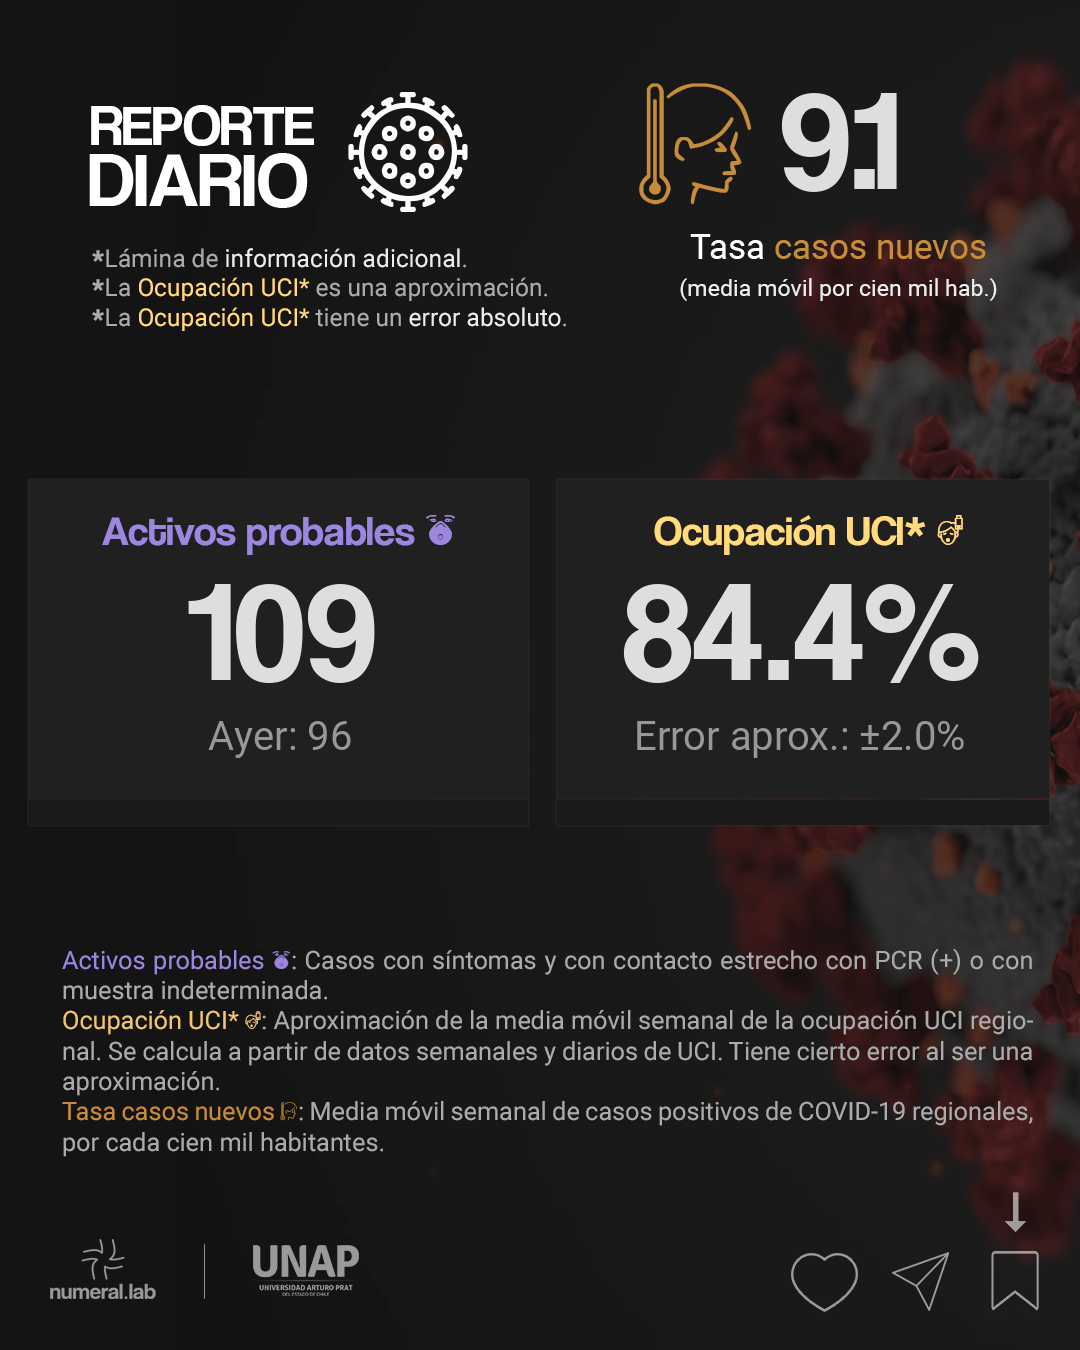 REPORTE
DIARIO
*Lámina de información adicional.
*La Ocupación UCI* es una aproximación.
*La Ocupación UCI* tiene un error absoluto.
9.1
Tasa casos nuevos
(media móvil por cien mil hab.)
Activos probables
109
Ayer: 96
Ocupación UCI*
84.4%
Error aprox.: ±2.0%
Activos probables : Casos con síntomas y con contacto estrecho con PCR (+) o con
muestra indeterminada.
Ocupación UCI* : Aproximación de la media móvil semanal de la ocupación UCI regio-
nal. Se calcula a partir de datos semanales y diarios de UCI. Tiene cierto error al ser una
aproximación.
Tasa casos nuevos : Media móvil semanal de casos positivos de COVID-19 regionales,
por cada cien mil habitantes.
numeral.lab
UNAP
UNIVERSIDAD ARTURO PRAT
DEL ESTADO DE CHILE